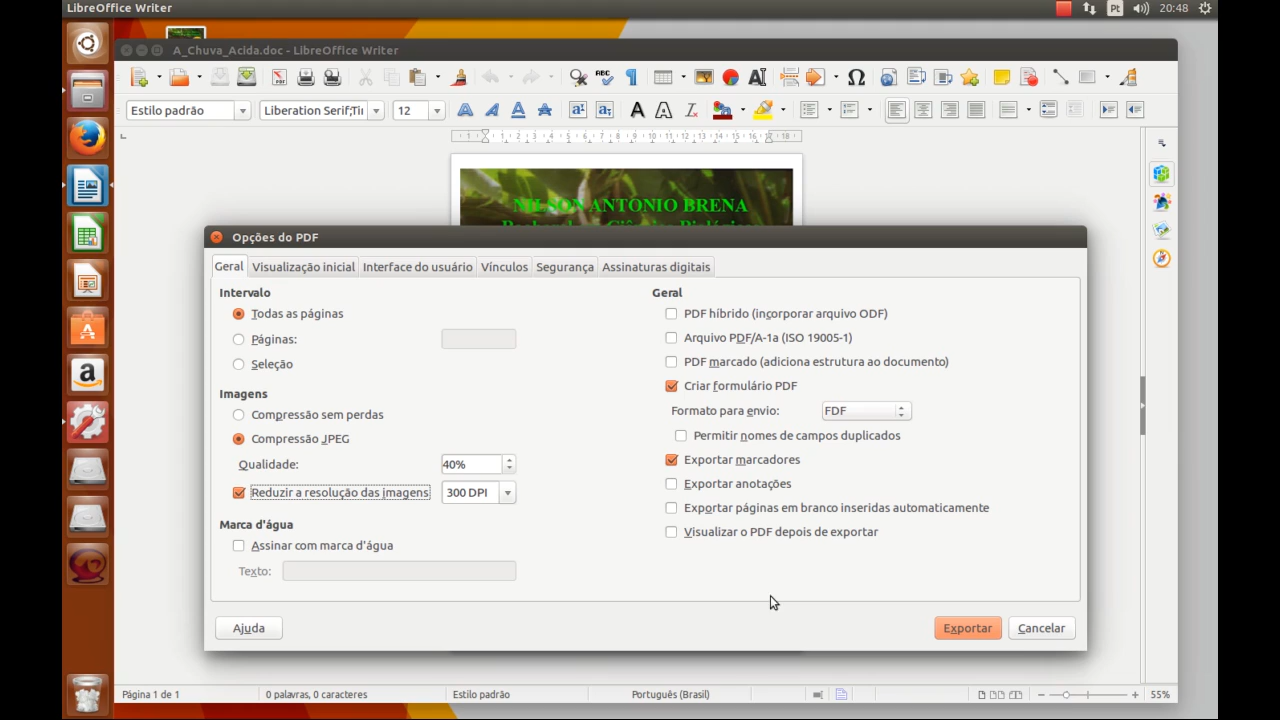 LibreOffice Writer
Pt
20:48
A_Chuva_Acida.doc - LibreOffice Writer
Estilo padrão
Liberation Serif;Ti
12
NILSON ANTONIO BRENA
Opções do PDF
Geral Visualização inicial Interface do usuário Vínculos Segurança Assinaturas digitais
Intervalo
Todas as páginas
Páginas:
Seleção
Imagens
Compressão sem perdas
Compressão JPEG
Qualidade: 40%
Reduzir a resolução das imagens 300 DPI
Marca d'água
Assinar com marca d'água
Texto:
Geral
PDF híbrido (incorporar arquivo ODF)
Arquivo PDF/A-1a (ISO 19005-1)
PDF marcado (adiciona estrutura ao documento)
Criar formulário PDF
Formato para envio: FDF
Permitir nomes de campos duplicados
Exportar marcadores
Exportar anotações
Exportar páginas em branco inseridas automaticamente
Visualizar o PDF depois de exportar
Ajuda
Exportar
Cancelar
Página 1 de 1
0 palavras, 0 caracteres
Estilo padrão
Português (Brasil)
55%